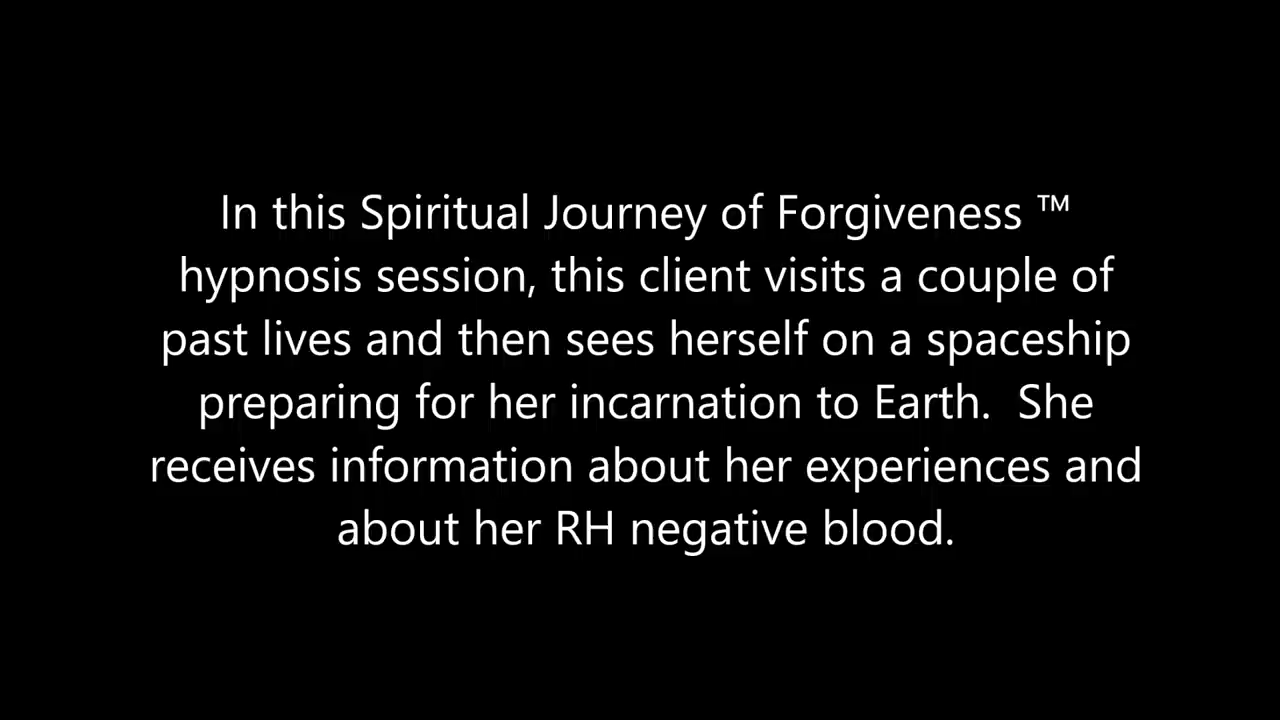 In this Spiritual Journey of Forgiveness ™
hypnosis session, this client visits a couple of
past lives and then sees herself on a spaceship
preparing for her incarnation to Earth.  She
receives information about her experiences and
about her RH negative blood.